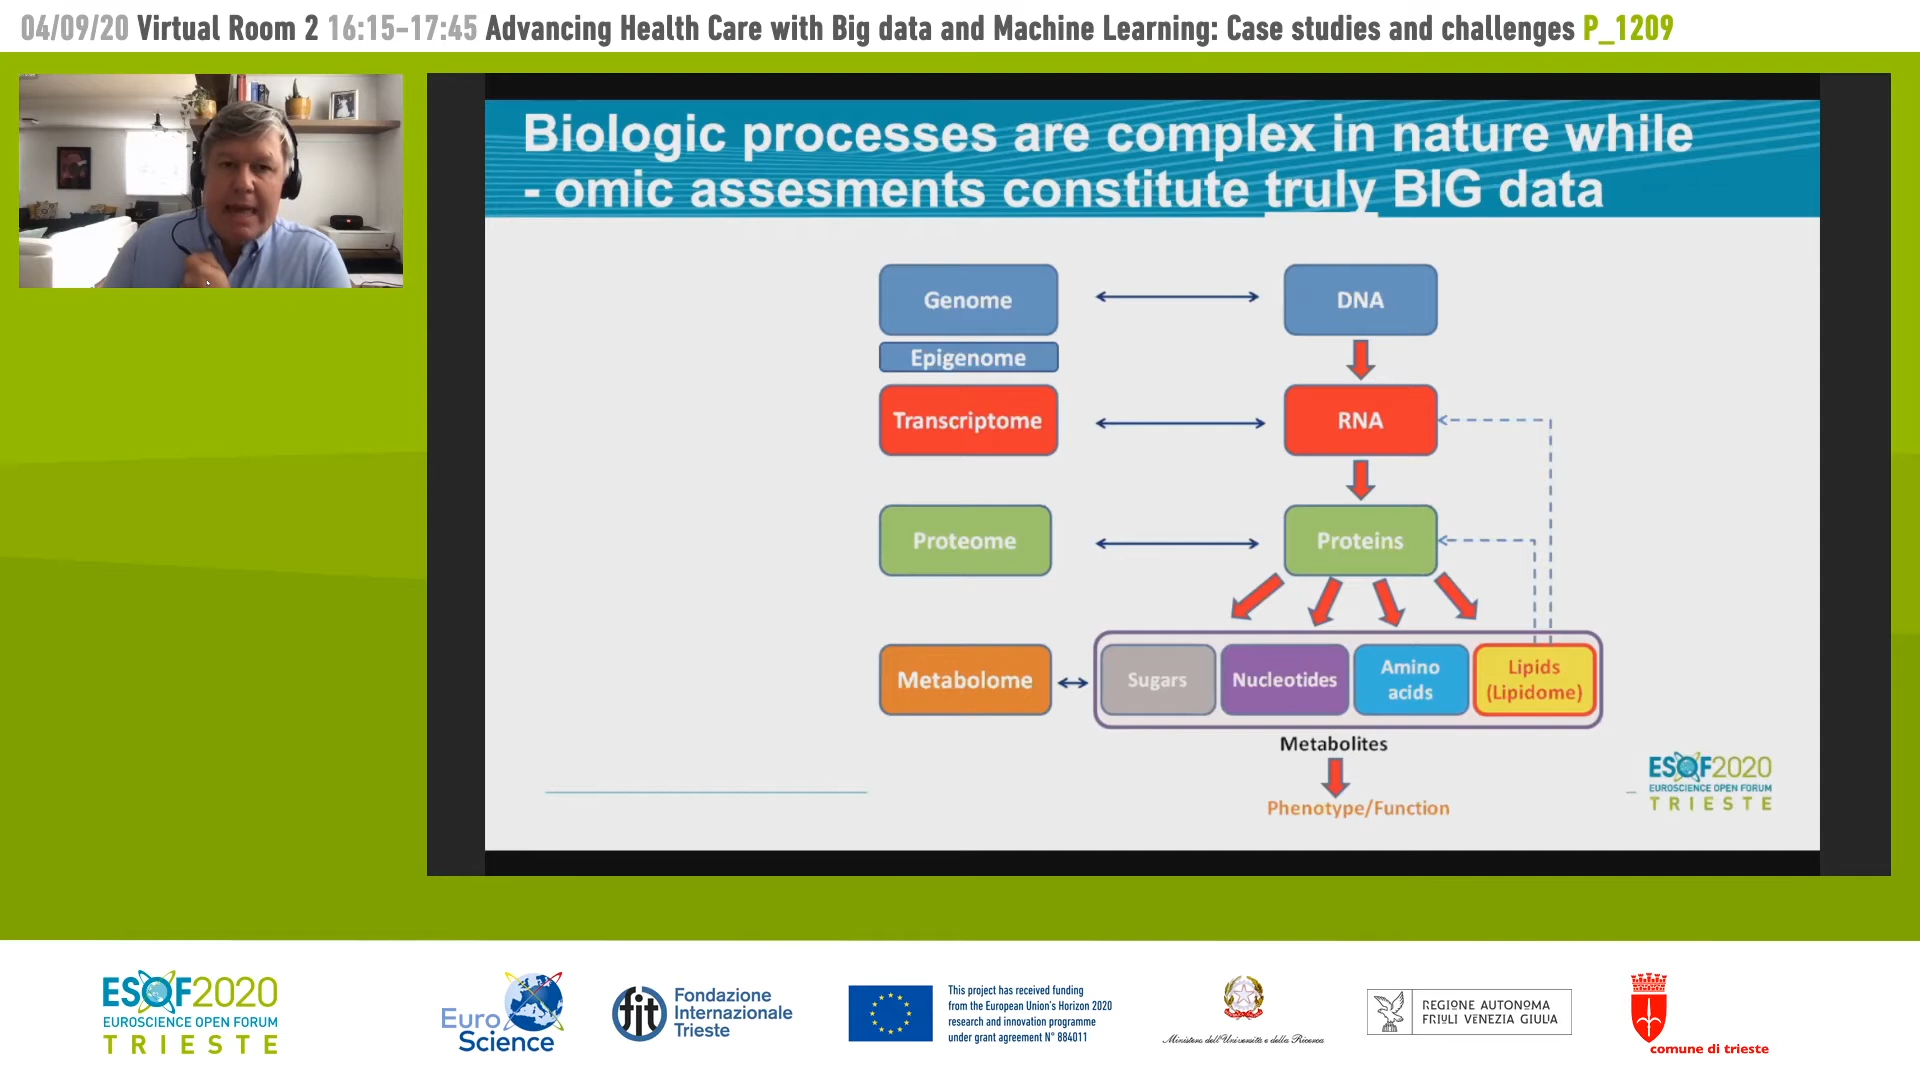 04/09/20 Virtual Room 2 16:15-17:45 Advancing Health Care with Big data and Machine Learning: Case studies and challenges P_1209
Biologic processes are complex in nature while
- omic assesments constitute truly BIG data
Genome
DNA
Epigenome
Transcriptome
RNA
Proteome
Proteins
Metabolome
Sugars
Nucleotides
Amino
acids
Lipids
(Lipidome)
Metabolites
Phenotype/Function
ESOF2020
EUROSCIENCE OPEN FORUM
TRIESTE
ESOF2020
EUROSCIENCE OPEN FORUM
TRIESTE
Euro
Science
fit
Fondazione
Internazionale
Trieste
This project has received funding
from the European Union's Horizon 2020
research and innovation programme
under grant agreement N° 884011
Ministero dell'Università e della Ricerca
REGIONE AUTONOMA
FRIULI VENEZIA GIULIA
comune di trieste